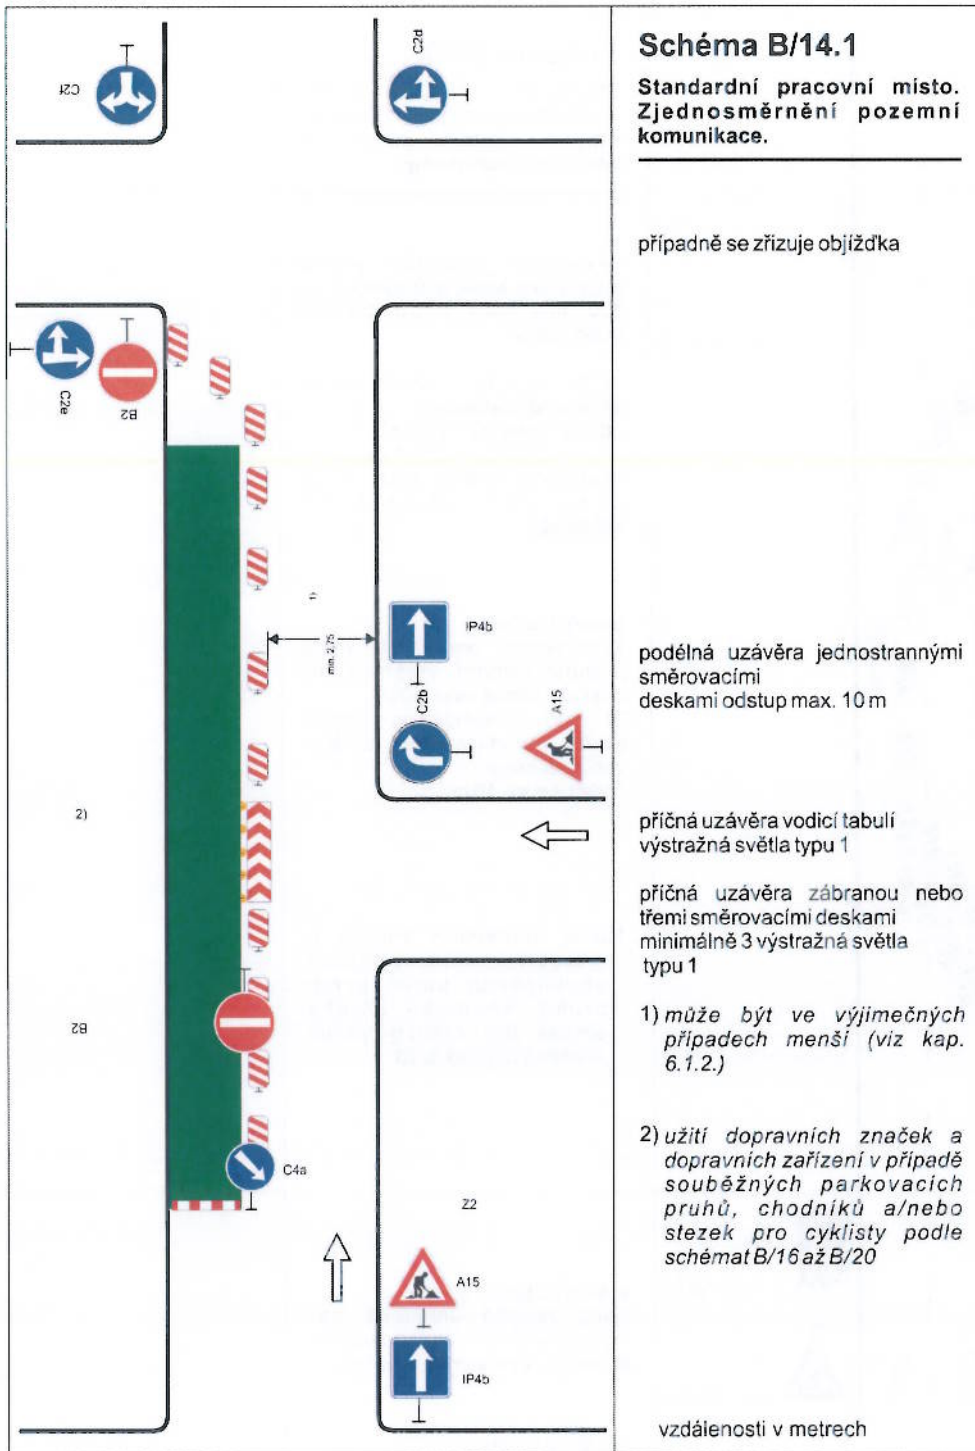 Schéma B/14.1
Standardní pracovní místo.
Zjednosměrnění pozemní
komunikace.
případně se zřizuje objížďka
podélná uzávěra jednostrannými
směrovacími
deskami odstup max. 10 m
příčná uzávěra vodicí tabulí
výstražná světla typu 1
příčná uzávěra zábranou nebo
třemi směrovacími deskami
minimálně 3 výstražná světla
typu 1
1) může být ve výjimečných
případech menši (viz kap.
6.1.2.)
2) užití dopravních značek a
dopravních zařízení v případě
souběžných parkovacich
pruhů, chodníků a/nebo
stezek pro cyklisty podle
schémat B/16 až B/20
vzdálenosti v metrech
C2f
C2d
C2e
B2
1)
min. 2.75
IP4b
C2b
A15
2)
B2
C4a
Z2
A15
IP4b